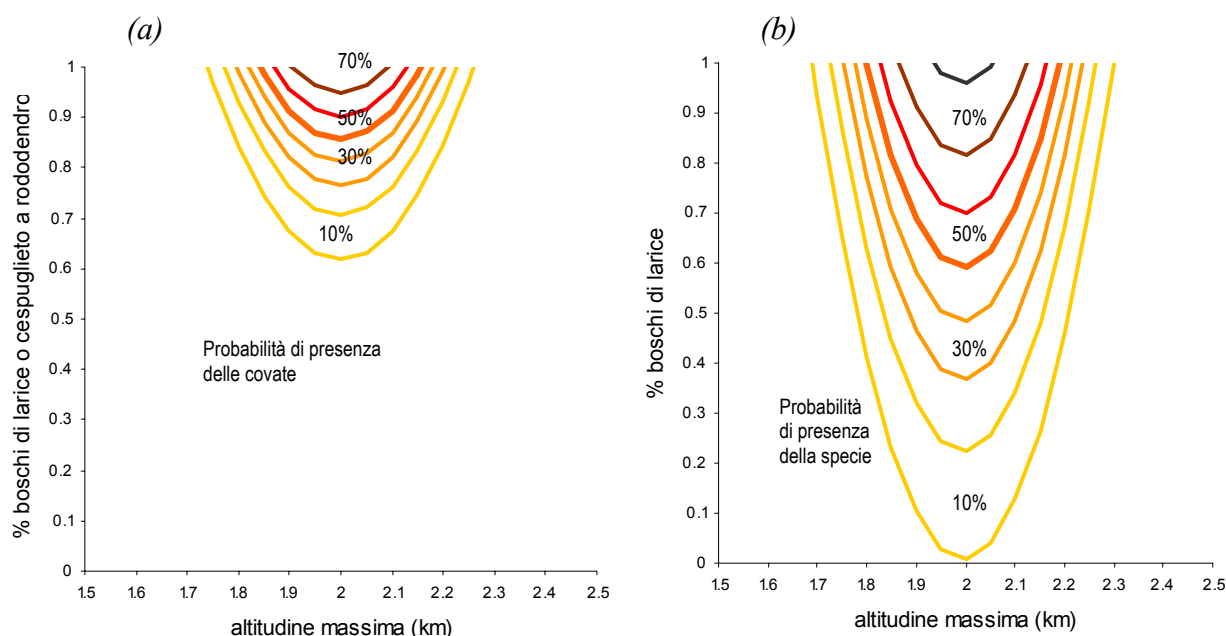 (a)
% boschi di larice o cespuglieto a rododendro
1
0.9
0.8
0.7
0.6
0.5
0.4
0.3
0.2
0.1
0
70%
50%
30%
10%
Probabilità di presenza
delle covate
1.5 1.6 1.7 1.8 1.9 2 2.1 2.2 2.3 2.4 2.5
altitudine massima (km)
(b)
% boschi di larice
1
0.9
0.8
0.7
0.6
0.5
0.4
0.3
0.2
0.1
0
70%
50%
30%
10%
Probabilità
di presenza
della specie
1.5 1.6 1.7 1.8 1.9 2 2.1 2.2 2.3 2.4 2.5
altitudine massima (km)